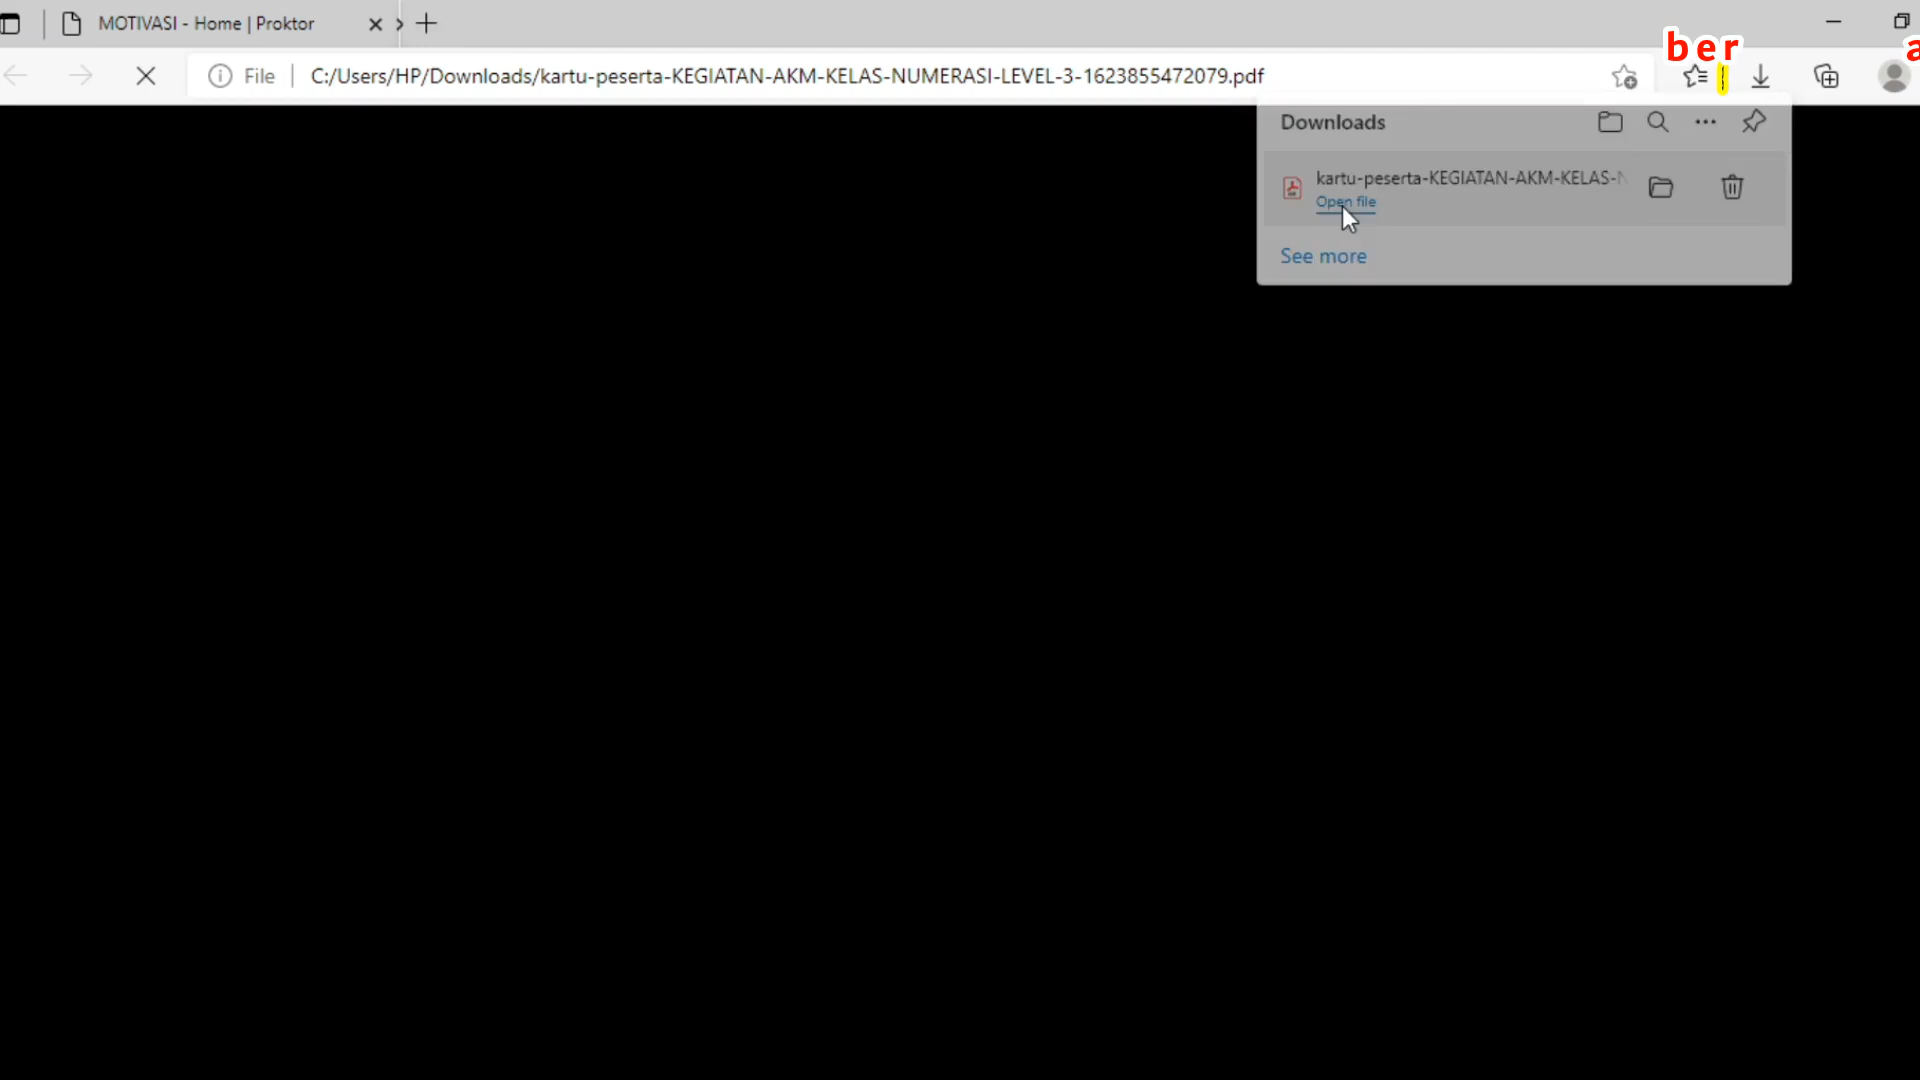 MOTIVASI - Home | Proktor
ber
File
C:/Users/HP/Downloads/kartu-peserta-KEGIATAN-AKM-KELAS-NUMERASI-LEVEL-3-1623855472079.pdf
Downloads
kartu-peserta-KEGIATAN-AKM-KELAS-N
Open file
See more